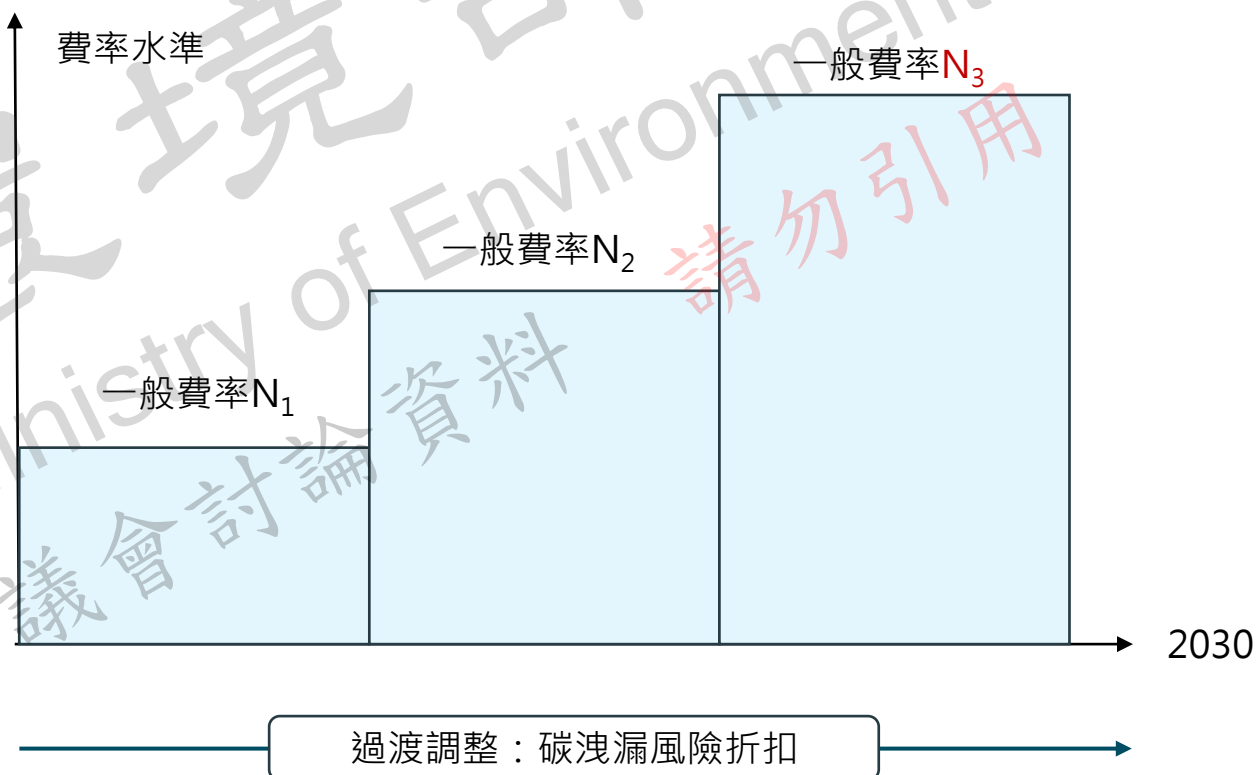 費率水準
一般費率N₃
一般費率N₂
一般費率N₁
2030
過渡調整：碳洩漏風險折扣
境
Ministry of Environment
議會討論資料
請勿引用